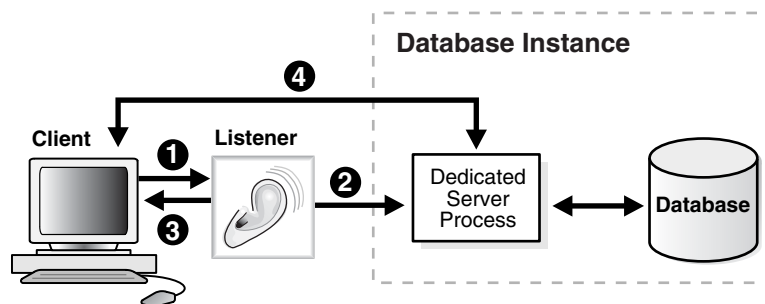 Database Instance
4
Client
Listener
1
2
3
Dedicated
Server
Process
Database